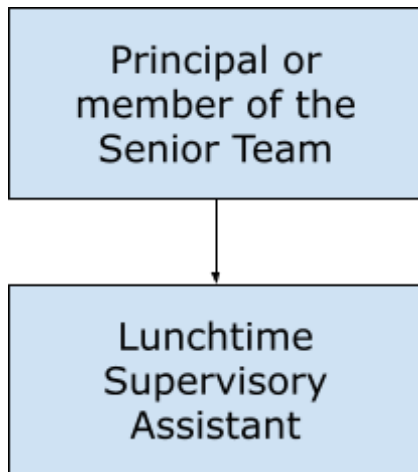 Principal or
member of the
Senior Team
Lunchtime
Supervisory
Assistant